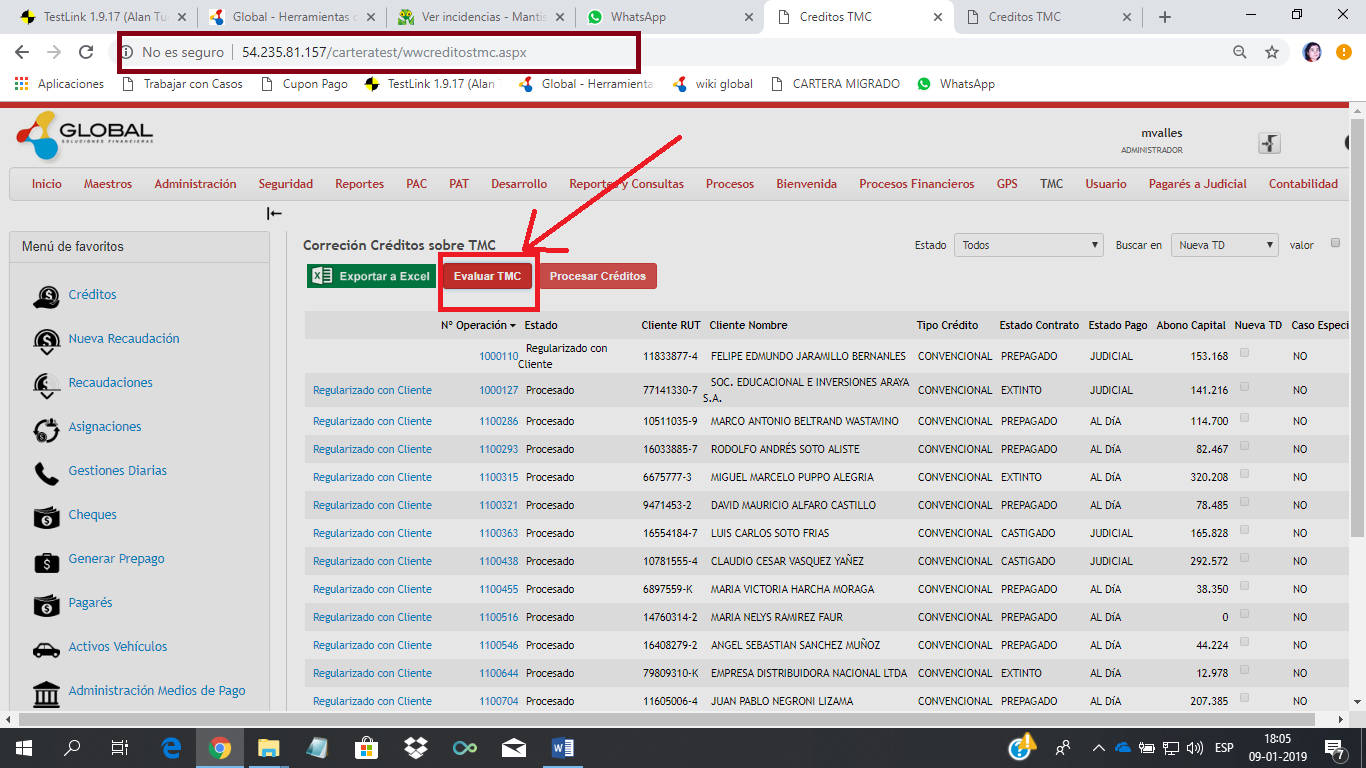 TestLink 1.9.17 (Alan Tu
Global - Herramientas d
Ver incidencias - Mantis
WhatsApp
Creditos TMC
Creditos TMC
No es seguro
54.235.81.157/carteratest/wwcreditostmc.aspx
Aplicaciones
Trabajar con Casos
Cupon Pago
TestLink 1.9.17 (Alan
Global - Herramienta
wiki global
CARTERA MIGRADO
WhatsApp
GLOBAL
SOLUCIONES FINANCIERAS
mvalles
ADMINISTRADOR
Inicio Maestros Administración Seguridad Reportes PAC PAT Desarrollo Reportes y Consultas Procesos Bienvenida Procesos Financieros GPS TMC Usuario Pagarés a Judicial Contabilidad
Menú de favoritos
Créditos
Nueva Recaudación
Recaudaciones
Asignaciones
Gestiones Diarias
Cheques
Generar Prepago
Pagarés
Activos Vehículos
Administración Medios de Pago
Correción Créditos sobre TMC
Estado Todos Buscar en Nueva TD valor
Exportar a Excel Evaluar TMC Procesar Créditos
Nº Operación Estado Cliente RUT Cliente Nombre Tipo Crédito Estado Contrato Estado Pago Abono Capital Nueva TD Caso Especi
1000110 Regularizado con Cliente 11833877-4 FELIPE EDMUNDO JARAMILLO BERNANLES CONVENCIONAL PREPAGADO JUDICIAL 153.168 NO
Regularizado con Cliente 1000127 Procesado 77141330-7 SOC. EDUCACIONAL E INVERSIONES ARAYA S.A. CONVENCIONAL EXTINTO JUDICIAL 141.216 NO
Regularizado con Cliente 1100286 Procesado 10511035-9 MARCO ANTONIO BELTRAND WASTAVINO CONVENCIONAL PREPAGADO AL DíA 114.700 NO
Regularizado con Cliente 1100293 Procesado 16033885-7 RODOLFO ANDRÉS SOTO ALISTE CONVENCIONAL PREPAGADO AL DíA 82.467 NO
Regularizado con Cliente 1100315 Procesado 6675777-3 MIGUEL MARCELO PUPPO ALEGRIA CONVENCIONAL EXTINTO AL DíA 320.208 NO
Regularizado con Cliente 1100321 Procesado 9471453-2 DAVID MAURICIO ALFARO CASTILLO CONVENCIONAL PREPAGADO AL DíA 78.485 NO
Regularizado con Cliente 1100363 Procesado 16554184-7 LUIS CARLOS SOTO FRIAS CONVENCIONAL CASTIGADO JUDICIAL 165.828 NO
Regularizado con Cliente 1100438 Procesado 10781555-4 CLAUDIO CESAR VASQUEZ YAÑEZ CONVENCIONAL CASTIGADO JUDICIAL 292.572 NO
Regularizado con Cliente 1100455 Procesado 6897559-K MARIA VICTORIA HARCHA MORAGA CONVENCIONAL PREPAGADO AL DíA 38.350 NO
Regularizado con Cliente 1100516 Procesado 14760314-2 MARIA NELYS RAMIREZ FAUR CONVENCIONAL PREPAGADO AL DíA 0 NO
Regularizado con Cliente 1100546 Procesado 16408279-2 ANGEL SEBASTIAN SANCHEZ MUÑOZ CONVENCIONAL PREPAGADO AL DíA 44.224 NO
Regularizado con Cliente 1100644 Procesado 79809310-K EMPRESA DISTRIBUIDORA NACIONAL LTDA CONVENCIONAL EXTINTO AL DíA 12.978 NO
Regularizado con Cliente 1100704 Procesado 11605006-4 JUAN PABLO NEGRONI LIZAMA CONVENCIONAL PREPAGADO AL DíA 207.385 NO
ESP
18:05
09-01-2019
7